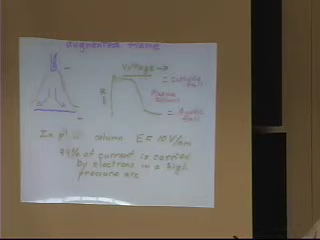 augmented flame
voltage →
= cathode fall
Plasma column
= Anode fall
In pl column E = 10 V/cm
99% of current is carried
by electrons in a high
pressure arc